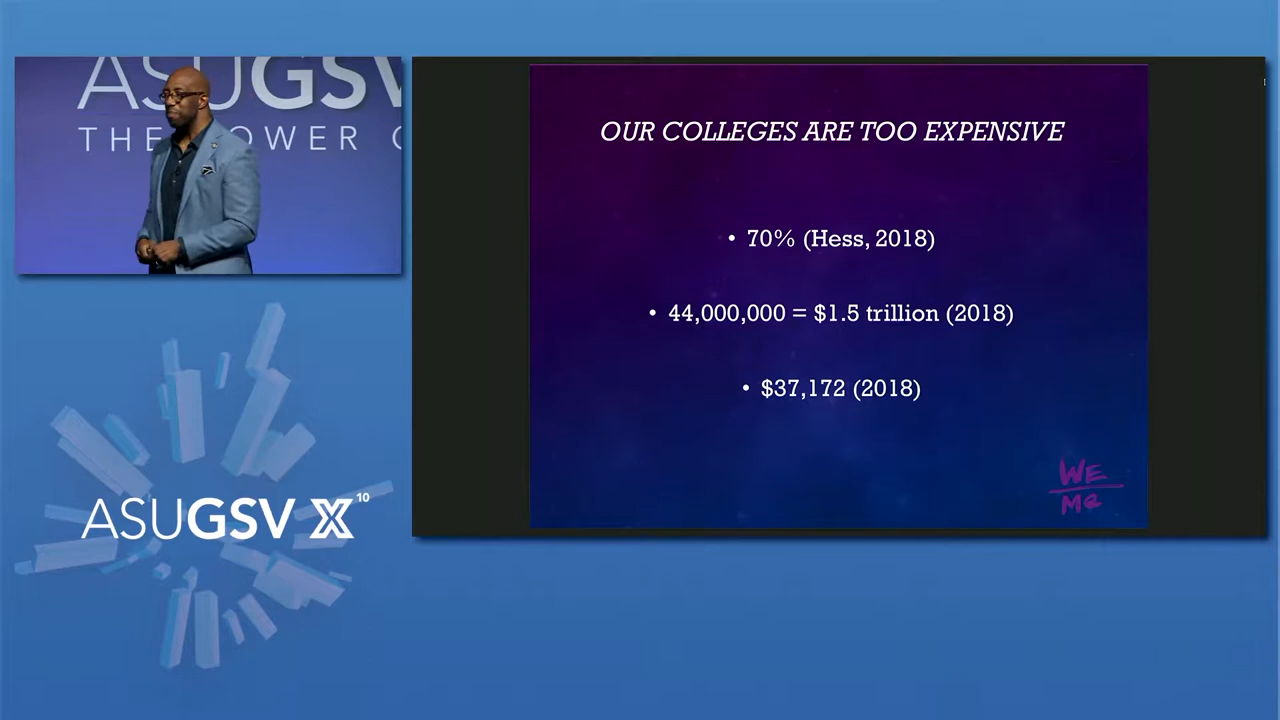 ASUGSV
THE POWER O
OUR COLLEGES ARE TOO EXPENSIVE
• 70% (Hess, 2018)
• 44,000,000 = $1.5 trillion (2018)
• $37,172 (2018)
WE
Me
ASUGSV X 10